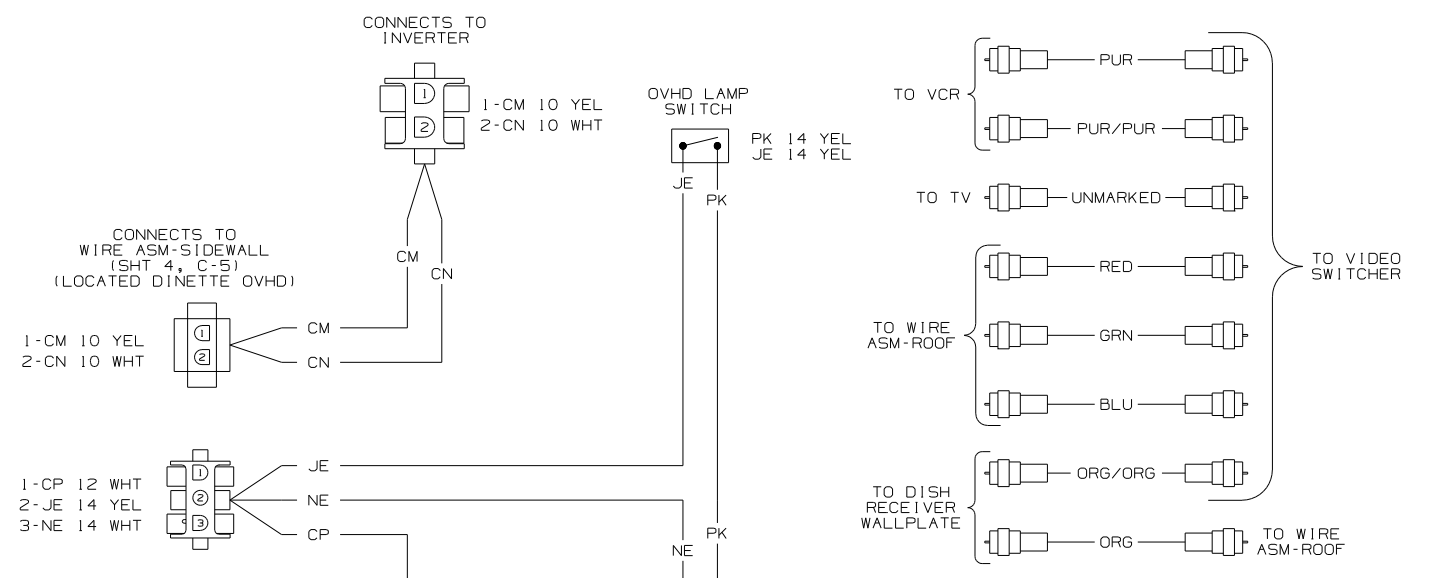 CONNECTS TO
INVERTER
1
2
1-CM 10 YEL
2-CN 10 WHT
CM
CN
CONNECTS TO
WIRE ASM-SIDEWALL
(SHT 4, C-5)
(LOCATED DINETTE OVHD)
1-CM 10 YEL
2-CN 10 WHT
1
2
CM
CN
1-CP 12 WHT
2-JE 14 YEL
3-NE 14 WHT
1
2
3
JE
NE
CP
OVHD LAMP
SWITCH
PK 14 YEL
JE 14 YEL
JE
PK
PK
NE
TO VCR
PUR
PUR/PUR
TO TV
UNMARKED
TO WIRE
ASM-ROOF
RED
GRN
BLU
TO DISH
RECEIVER
WALLPLATE
ORG/ORG
ORG
TO VIDEO
SWITCHER
TO WIRE
ASM-ROOF